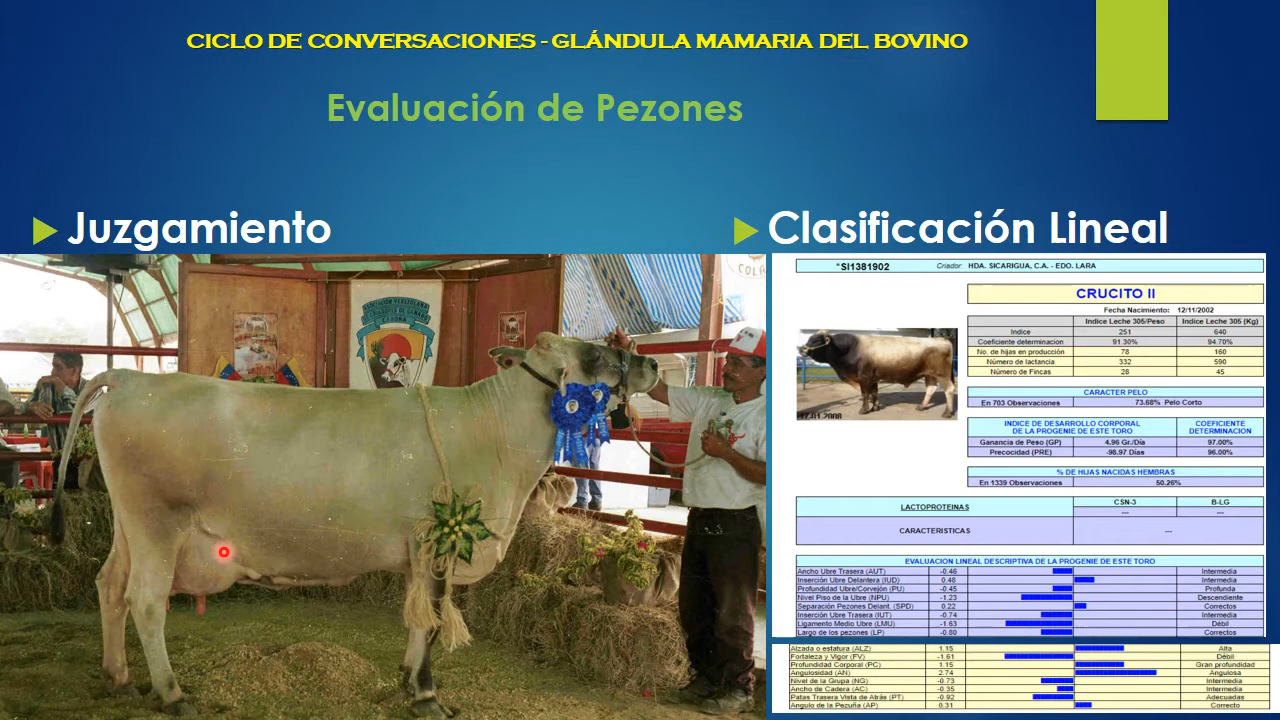 CICLO DE CONVERSACIONES - GLÁNDULA MAMARIA DEL BOVINO
Evaluación de Pezones
Juzgamiento
Clasificación Lineal
COL
ASOCIACIÓN VENEZOLANA
CRIADORES DE GANADO
CARORA
*SI1381902 Criador HDA. SICARIGUA, C.A. - EDO. LARA
CRUCITO II
Fecha Nacimiento: 12/11/2002
Indice Leche 305/Peso Indice Leche 305 (Kg)
Indice 251 640
Coeficiente determinacion 91.30% 94.70%
No. de hijas en producción 78 160
Número de lactancia 332 590
Número de Fincas 28 45
CARACTER PELO
En 703 Observaciones 73.68% Pelo Corto
INDICE DE DESARROLLO CORPORAL COEFICIENTE
DE LA PROGENIE DE ESTE TORO DETERMINACION
Ganancia de Peso (GP) 4.96 Gr./Día 97.00%
Precocidad (PRE) -98.97 Días 96.00%
% DE HIJAS NACIDAS HEMBRAS
En 1339 Observaciones 50.26%
LACTOPROTEINAS CSN-3 B-LG
--- ---
CARACTERISTICAS ---
EVALUACION LINEAL DESCRIPTIVA DE LA PROGENIE DE ESTE TORO
Ancho Ubre Trasera (AUT) -0.46 Intermedia
Inserción Ubre Delantera (IUD) 0.48 Intermedia
Profundidad Ubre/Corvejón (PU) -0.45 Profunda
Nivel Piso de la Ubre (NPU) -1.23 Descendiente
Separación Pezones Delant. (SPD) 0.22 Correctos
Inserción Ubre Trasera (IUT) -0.74 Intermedia
Ligamento Medio Ubre (LMU) -1.63 Débil
Largo de los pezones (LP) -0.80 Correctos
Alzada o estatura (ALZ) 1.15 Alta
Fortaleza y Vigor (FV) -1.61 Débil
Profundidad Corporal (PC) 1.15 Gran profundidad
Angulosidad (AN) 2.74 Angulosa
Nivel de la Grupa (NG) -0.73 Intermedia
Ancho de Cadera (AC) -0.35 Intermedia
Patas Trasera Vista de Atrás (PT) -0.92 Adecuadas
Angulo de la Pezuña (AP) 0.31 Correcto